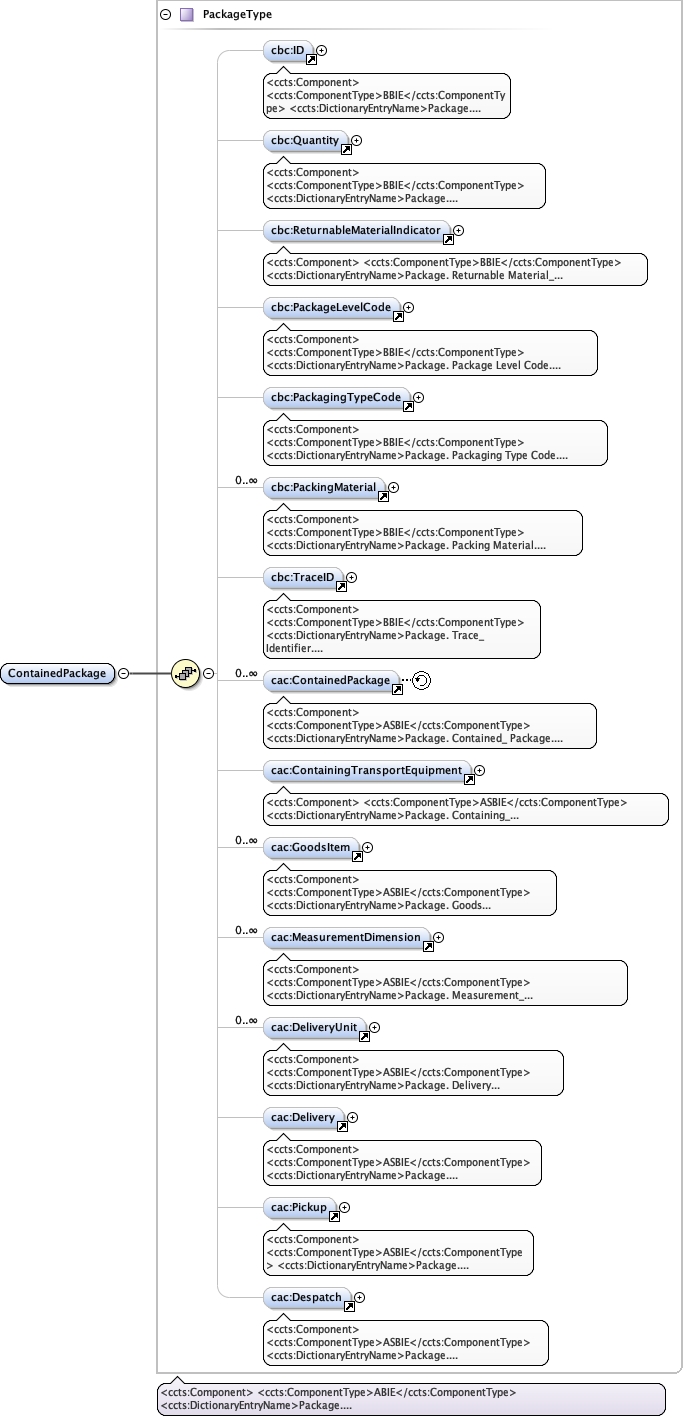 PackageType
cbc:ID
<ccts:Component>
<ccts:ComponentType>BBIE</ccts:ComponentTy
pe> <ccts:DictionaryEntryName>Package....
cbc:Quantity
<ccts:Component>
<ccts:ComponentType>BBIE</ccts:ComponentType>
<ccts:DictionaryEntryName>Package....
cbc:ReturnableMaterialIndicator
<ccts:Component> <ccts:ComponentType>BBIE</ccts:ComponentType>
<ccts:DictionaryEntryName>Package. Returnable Material_...
cbc:PackageLevelCode
<ccts:Component>
<ccts:ComponentType>BBIE</ccts:ComponentType>
<ccts:DictionaryEntryName>Package. Package Level Code....
cbc:PackagingTypeCode
<ccts:Component>
<ccts:ComponentType>BBIE</ccts:ComponentType>
<ccts:DictionaryEntryName>Package. Packaging Type Code....
0..∞
cbc:PackingMaterial
<ccts:Component>
<ccts:ComponentType>BBIE</ccts:ComponentType>
<ccts:DictionaryEntryName>Package. Packing Material....
cbc:TraceID
<ccts:Component>
<ccts:ComponentType>BBIE</ccts:ComponentType>
<ccts:DictionaryEntryName>Package. Trace_
Identifier....
ContainedPackage
0..∞
cac:ContainedPackage
<ccts:Component>
<ccts:ComponentType>ASBIE</ccts:ComponentType>
<ccts:DictionaryEntryName>Package. Contained_ Package....
cac:ContainingTransportEquipment
<ccts:Component> <ccts:ComponentType>ASBIE</ccts:ComponentType>
<ccts:DictionaryEntryName>Package. Containing_...
0..∞
cac:GoodsItem
<ccts:Component>
<ccts:ComponentType>ASBIE</ccts:ComponentType>
<ccts:DictionaryEntryName>Package. Goods...
0..∞
cac:MeasurementDimension
<ccts:Component>
<ccts:ComponentType>ASBIE</ccts:ComponentType>
<ccts:DictionaryEntryName>Package. Measurement_...
0..∞
cac:DeliveryUnit
<ccts:Component>
<ccts:ComponentType>ASBIE</ccts:ComponentType>
<ccts:DictionaryEntryName>Package. Delivery...
cac:Delivery
<ccts:Component>
<ccts:ComponentType>ASBIE</ccts:ComponentType>
<ccts:DictionaryEntryName>Package....
cac:Pickup
<ccts:Component>
<ccts:ComponentType>ASBIE</ccts:ComponentType
> <ccts:DictionaryEntryName>Package....
cac:Despatch
<ccts:Component>
<ccts:ComponentType>ASBIE</ccts:ComponentType>
<ccts:DictionaryEntryName>Package....
<ccts:Component> <ccts:ComponentType>ABIE</ccts:ComponentType>
<ccts:DictionaryEntryName>Package....